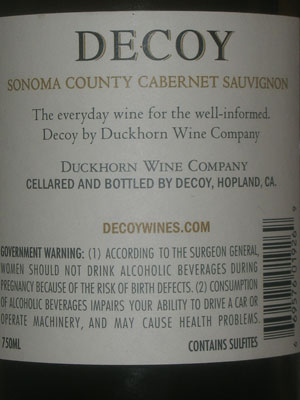 DECOY
SONOMA COUNTY CABERNET SAUVIGNON
The everyday wine for the well-informed.
Decoy by Duckhorn Wine Company
DUCKHORN WINE COMPANY
CELLARED AND BOTTLED BY DECOY, HOPLAND, CA.
DECOYWINES.COM
GOVERNMENT WARNING: (1) ACCORDING TO THE SURGEON GENERAL,
WOMEN SHOULD NOT DRINK ALCOHOLIC BEVERAGES DURING
PREGNANCY BECAUSE OF THE RISK OF BIRTH DEFECTS. (2) CONSUMPTION
OF ALCOHOLIC BEVERAGES IMPAIRS YOUR ABILITY TO DRIVE A CAR OR
OPERATE MACHINERY, AND MAY CAUSE HEALTH PROBLEMS.
750ML CONTAINS SULFITES